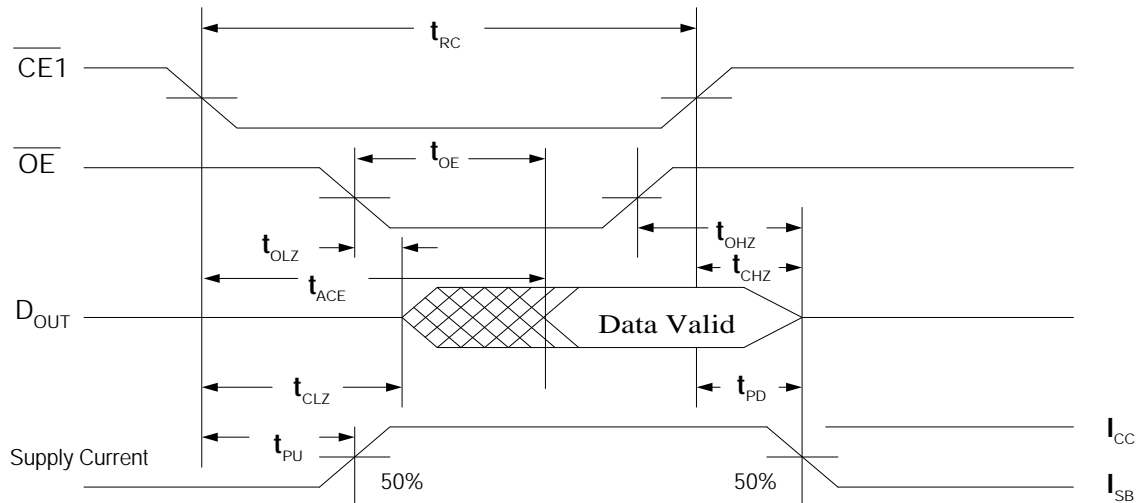 tRC
CE1
OE
tOE
tOHZ
tOLZ
tCHZ
tACE
DOUT
Data Valid
tCLZ
tPD
ICC
tPU
Supply Current
50%
50%
ISB